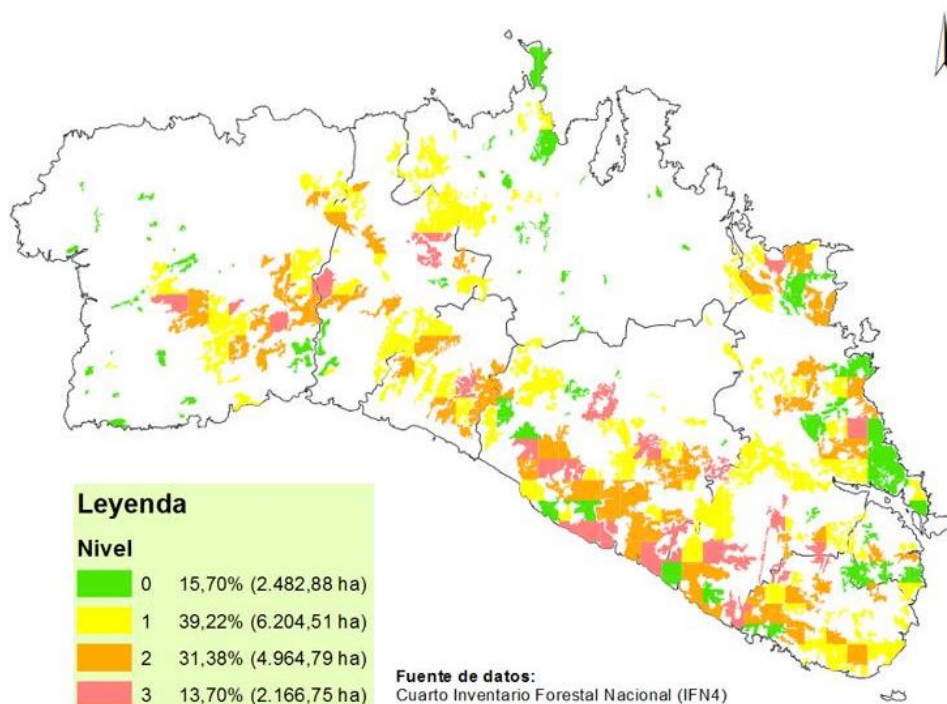 Leyenda
Nivel
0 15,70% (2.482,88 ha)
1 39,22% (6.204,51 ha)
2 31,38% (4.964,79 ha)
3 13,70% (2.166,75 ha)
Fuente de datos:
Cuarto Inventario Forestal Nacional (IFN4)